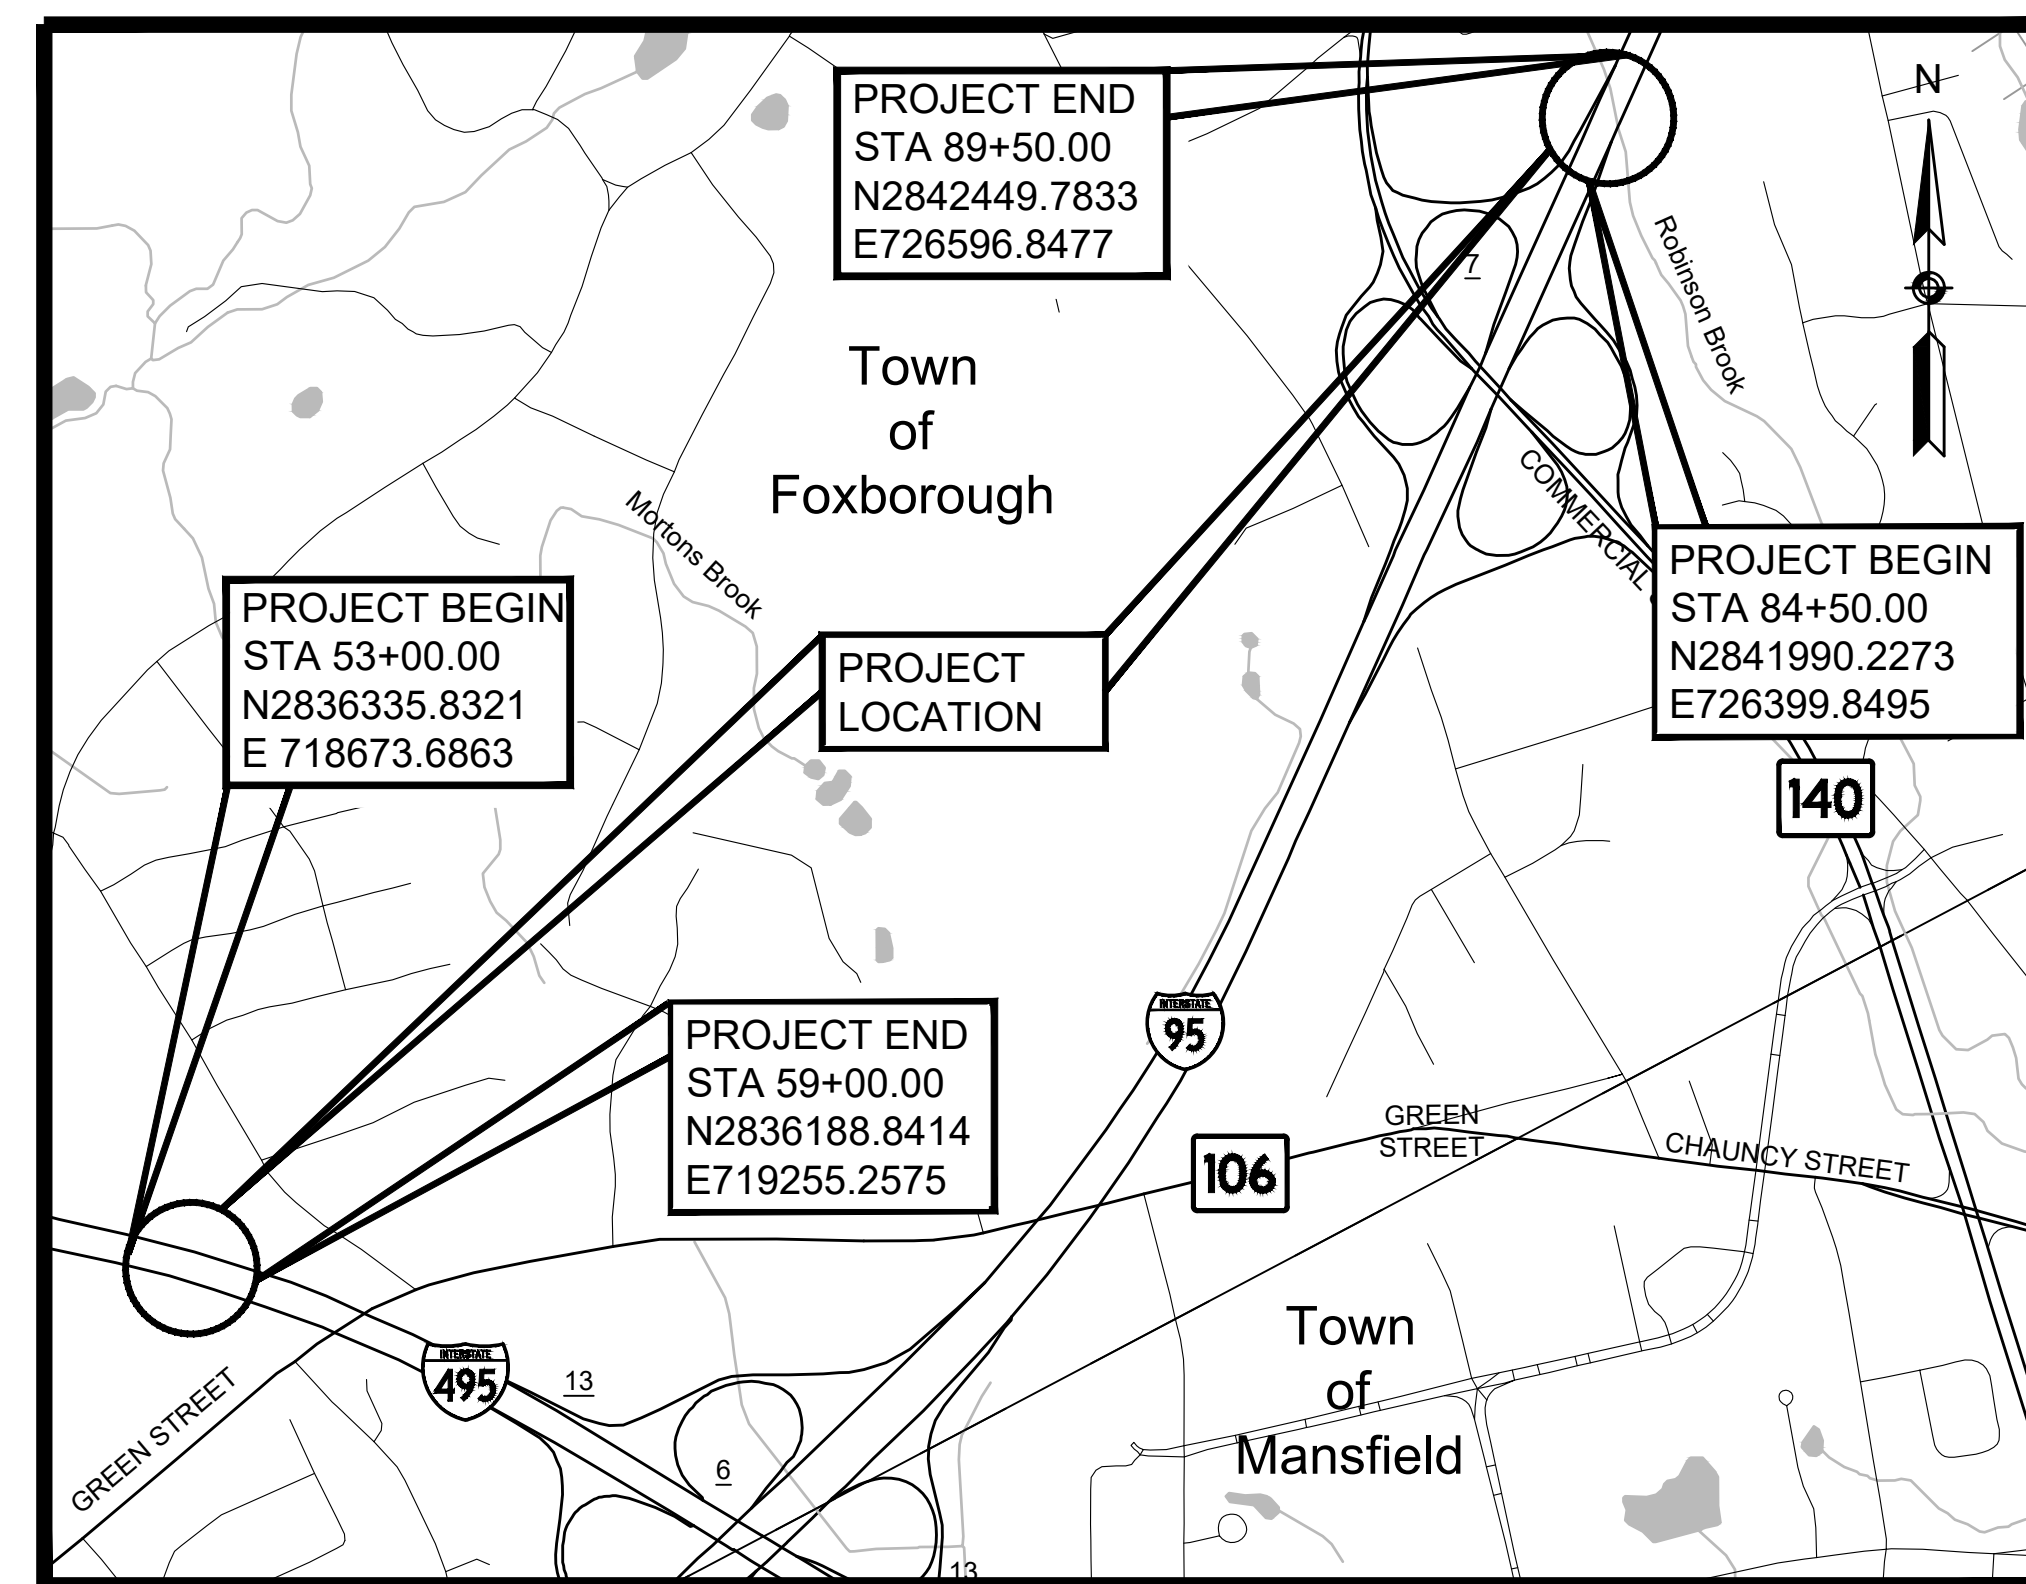 PROJECT END
STA 89+50.00
N2842449.7833
E726596.8477
N
7
Robinson Brook
Town
of
Foxborough
COMMERCIAL
Mortons Brook
PROJECT BEGIN
STA 84+50.00
N2841990.2273
E726399.8495
PROJECT BEGIN
STA 53+00.00
N2836335.8321
E 718673.6863
PROJECT
LOCATION
140
PROJECT END
STA 59+00.00
N2836188.8414
E719255.2575
INTERSTATE
95
GREEN
STREET
106
CHAUNCY STREET
Town
of
Mansfield
INTERSTATE
495
13
GREEN STREET
6
13